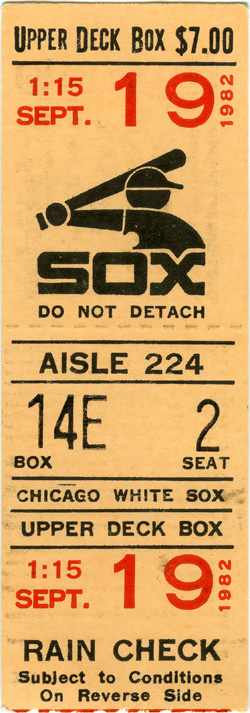 UPPER DECK BOX $7.00
1:15
SEPT. 19 1982
SOX
DO NOT DETACH
AISLE 224
14E 2
BOX SEAT
CHICAGO WHITE SOX
UPPER DECK BOX
1:15
SEPT. 19 1982
RAIN CHECK
Subject to Conditions
On Reverse Side